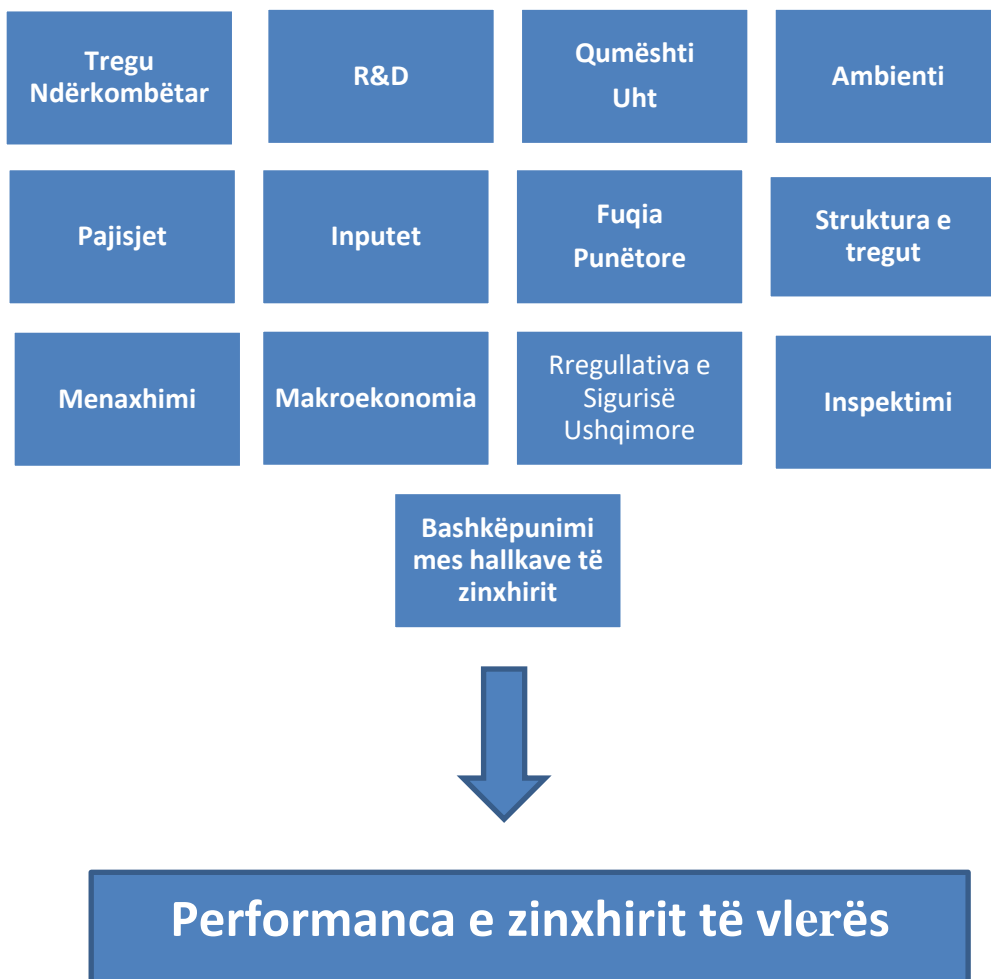 Tregu
Ndërkombëtar
R&D
Qumështi
Uht
Ambienti
Pajisjet
Inputet
Fuqia
Punëtore
Struktura e
tregut
Menaxhimi
Makroekonomia
Rregullativa e
Sigurisë
Ushqimore
Inspektimi
Bashkëpunimi
mes hallkave të
zinxhirit
Performanca e zinxhirit të vlerës